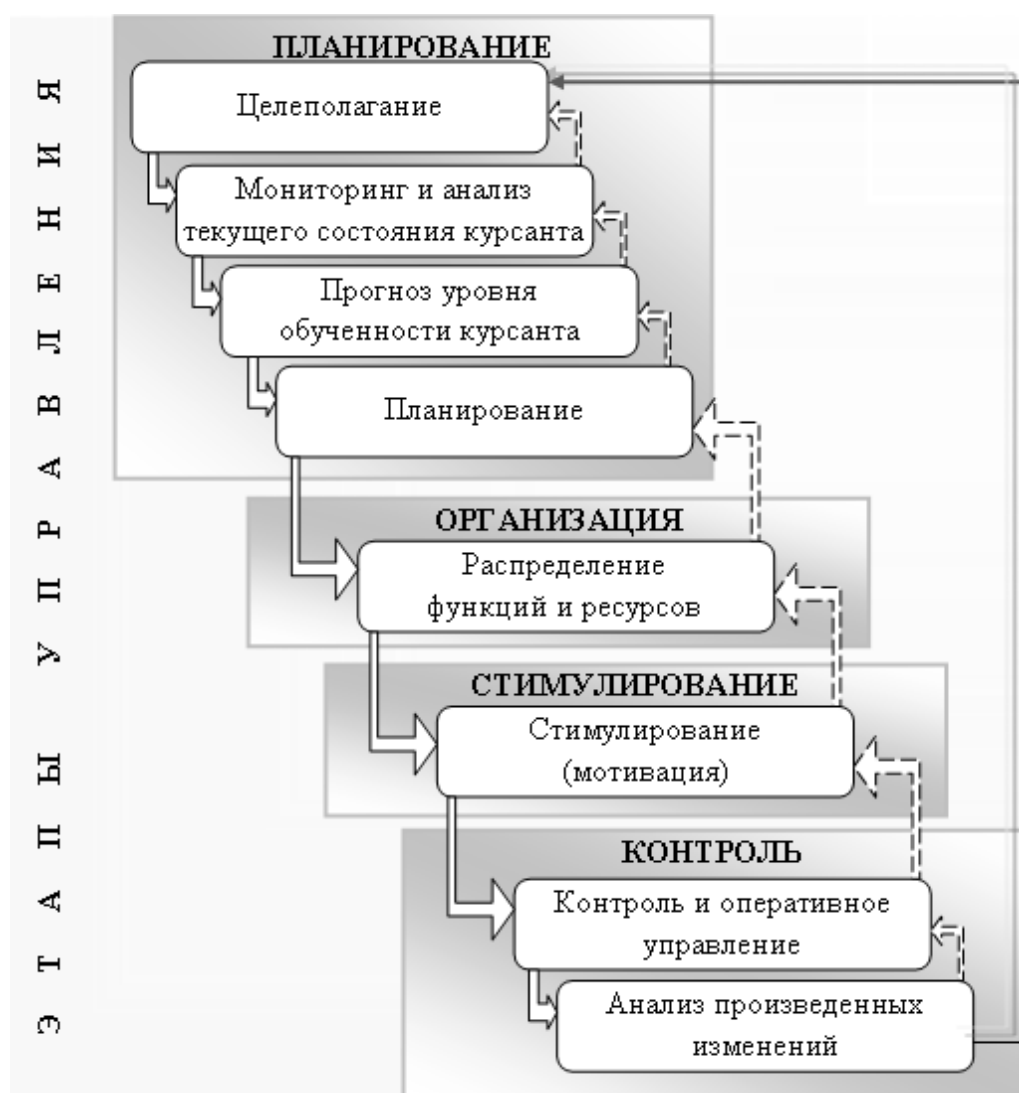 ЭТАПЫ УПРАВЛЕНИЯ
ПЛАНИРОВАНИЕ
Целеполагание
Мониторинг и анализ
текущего состояния курсанта
Прогноз уровня
обученности курсанта
Планирование
ОРГАНИЗАЦИЯ
Распределение
функций и ресурсов
СТИМУЛИРОВАНИЕ
Стимулирование
(мотивация)
КОНТРОЛЬ
Контроль и оперативное
управление
Анализ произведенных
изменений